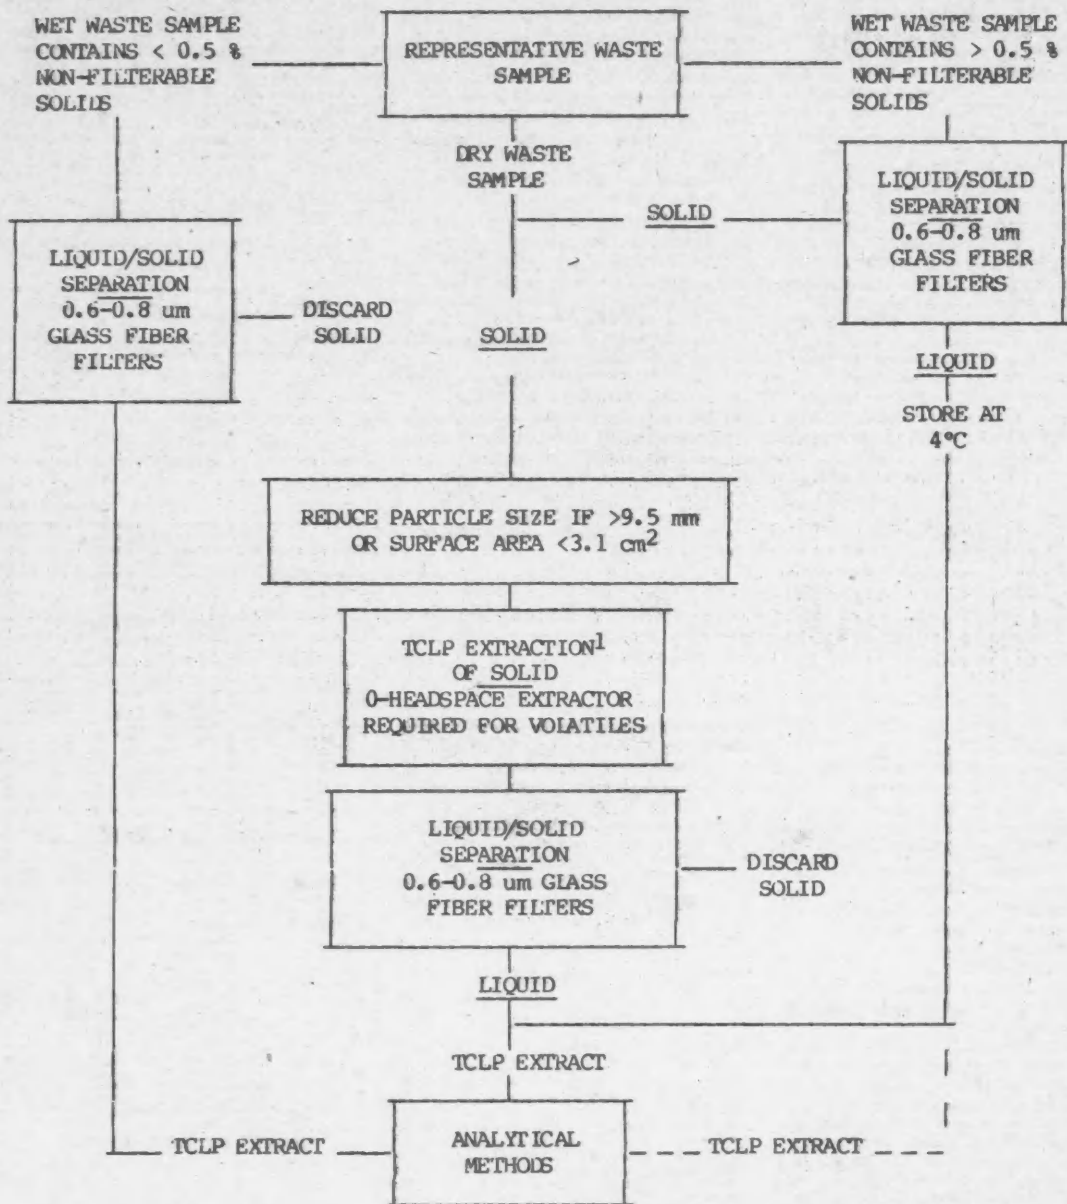 WET WASTE SAMPLE
CONTAINS < 0.5 %
NON-FILTERABLE
SOLIDS
REPRESENTATIVE WASTE
SAMPLE
WET WASTE SAMPLE
CONTAINS > 0.5 %
NON-FILTERABLE
SOLIDS
DRY WASTE
SAMPLE
LIQUID/SOLID
SEPARATION
0.6-0.8 um
GLASS FIBER
FILTERS
SOLID
LIQUID/SOLID
SEPARATION
0.6-0.8 um
GLASS FIBER
FILTERS
DISCARD
SOLID
SOLID
LIQUID
STORE AT
4°C
REDUCE PARTICLE SIZE IF >9.5 mm
OR SURFACE AREA <3.1 cm2
TCLP EXTRACTION1
OF SOLID
0-HEADSPACE EXTRACTOR
REQUIRED FOR VOLATILES
LIQUID/SOLID
SEPARATION
0.6-0.8 um GLASS
FIBER FILTERS
DISCARD
SOLID
LIQUID
TCLP EXTRACT
TCLP EXTRACT
ANALYTICAL
METHODS
TCLP EXTRACT